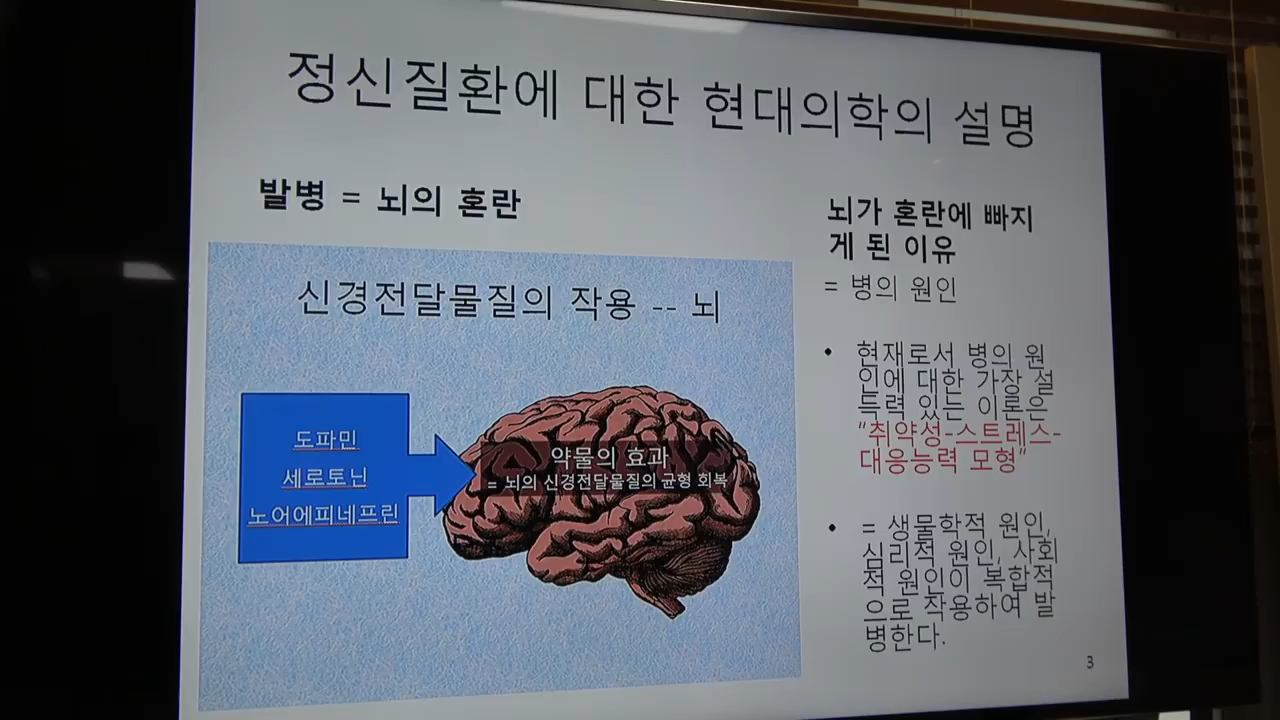 정신질환에 대한 현대의학의 설명
발병 = 뇌의 혼란
신경전달물질의 작용 -- 뇌
도파민
세로토닌
노어에피네프린
약물의 효과
= 뇌의 신경전달물질의 균형 회복
뇌가 혼란에 빠지
게 된 이유
= 병의 원인
• 현재로서 병의 원
인에 대한 가장 설
득력 있는 이론은
"취약성-스트레스-
대응능력 모형"
• = 생물학적 원인,
심리적 원인, 사회
적 원인이 복합적
으로 작용하여 발
병한다.
3